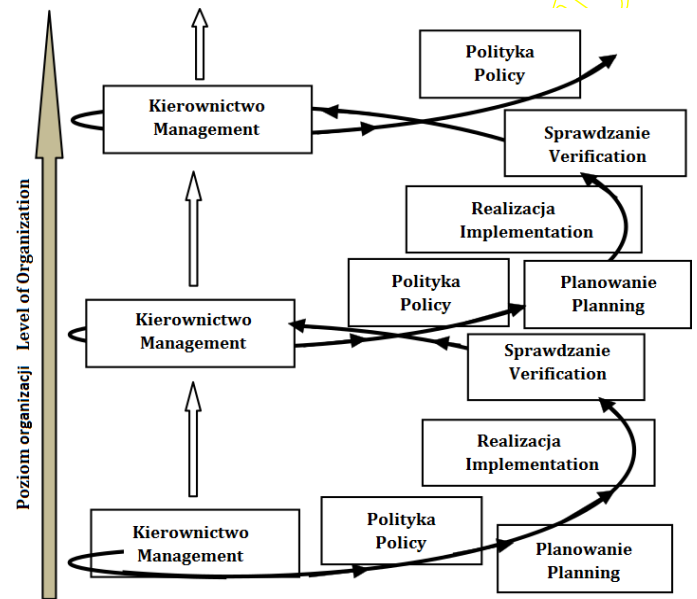 Polityka
Policy
Kierownictwo
Management
Sprawdzanie
Verification
Realizacja
Implementation
Polityka
Policy
Planowanie
Planning
Kierownictwo
Management
Sprawdzanie
Verification
Realizacja
Implementation
Polityka
Policy
Kierownictwo
Management
Planowanie
Planning
Poziom organizacji Level of Organization